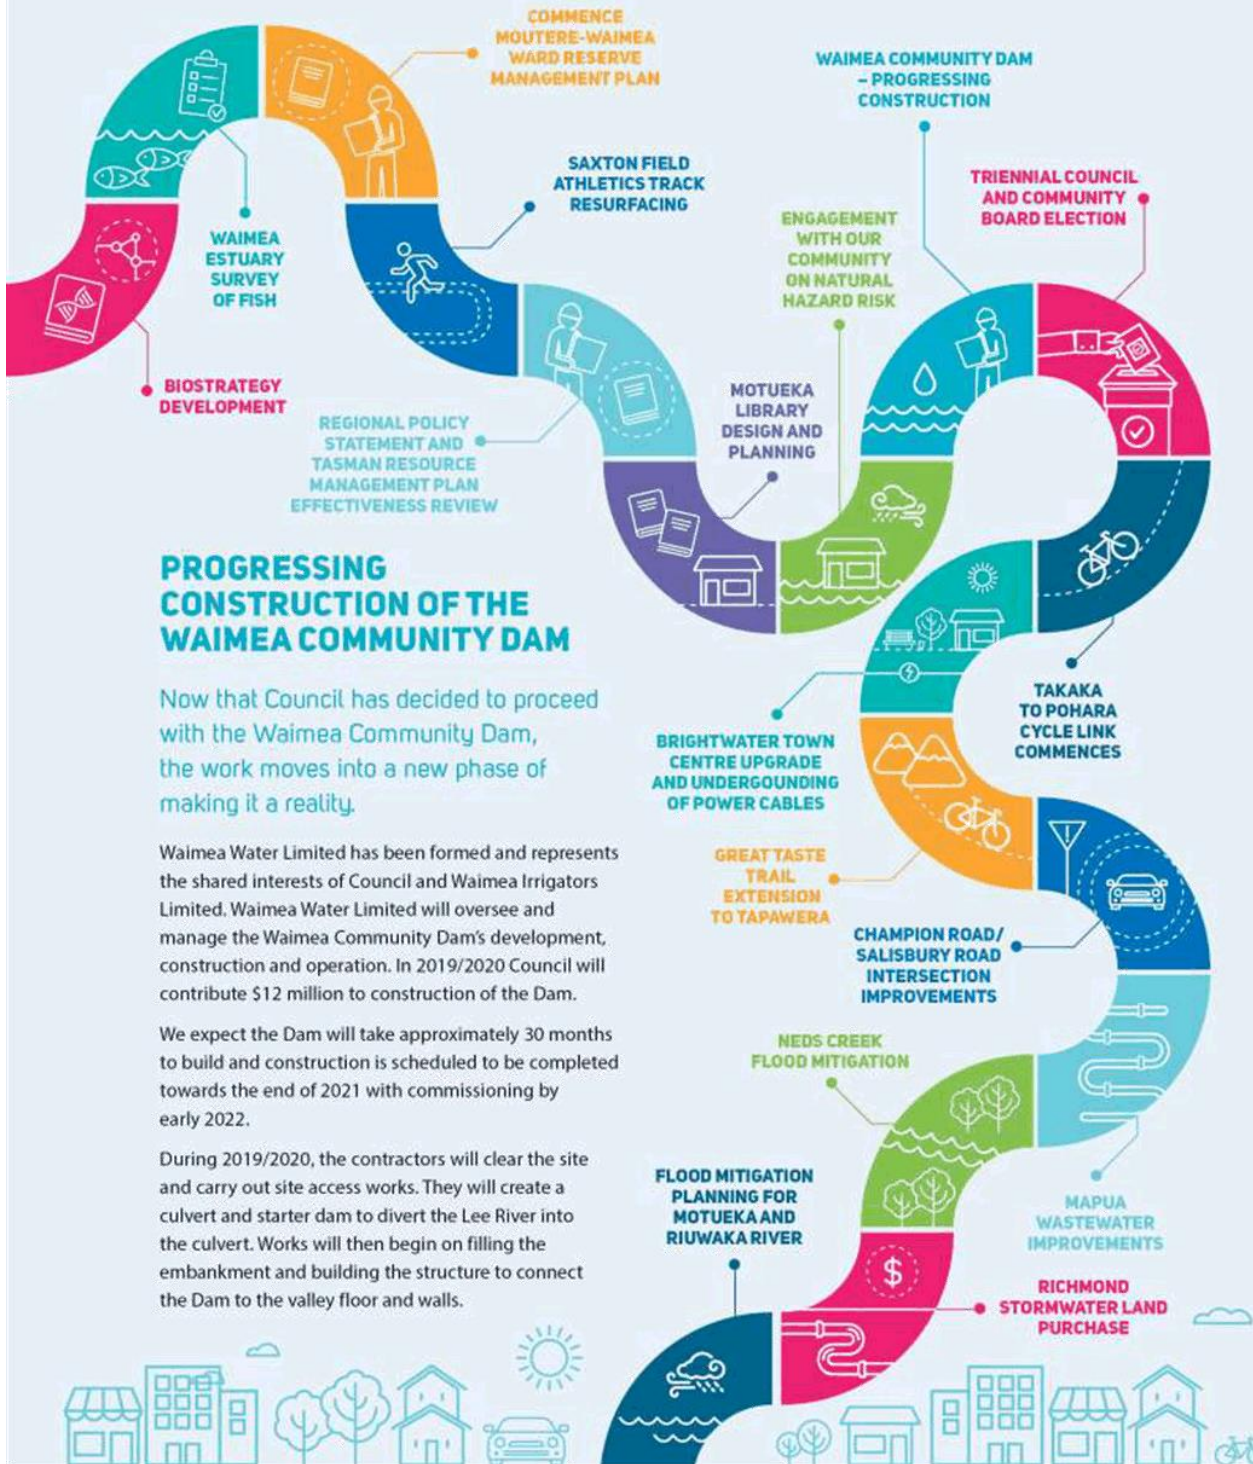 COMMENCE
MOUTERE-WAIMEA
WARD RESERVE
MANAGEMENT PLAN
WAIMEA COMMUNITY DAM
– PROGRESSING
CONSTRUCTION
SAXTON FIELD
ATHLETICS TRACK
RESURFACING
TRIENNIAL COUNCIL
AND COMMUNITY
BOARD ELECTION
ENGAGEMENT
WITH OUR
COMMUNITY
ON NATURAL
HAZARD RISK
WAIMEA
ESTUARY
SURVEY
OF FISH
BIOSTRATEGY
DEVELOPMENT
REGIONAL POLICY
STATEMENT AND
TASMAN RESOURCE
MANAGEMENT PLAN
EFFECTIVENESS REVIEW
MOTUEKA
LIBRARY
DESIGN AND
PLANNING
PROGRESSING
CONSTRUCTION OF THE
WAIMEA COMMUNITY DAM
Now that Council has decided to proceed
with the Waimea Community Dam,
the work moves into a new phase of
making it a reality.
Waimea Water Limited has been formed and represents
the shared interests of Council and Waimea Irrigators
Limited. Waimea Water Limited will oversee and
manage the Waimea Community Dam's development,
construction and operation. In 2019/2020 Council will
contribute $12 million to construction of the Dam.
We expect the Dam will take approximately 30 months
to build and construction is scheduled to be completed
towards the end of 2021 with commissioning by
early 2022.
During 2019/2020, the contractors will clear the site
and carry out site access works. They will create a
culvert and starter dam to divert the Lee River into
the culvert. Works will then begin on filling the
embankment and building the structure to connect
the Dam to the valley floor and walls.
TAKAKA
TO POHARA
CYCLE LINK
COMMENCES
BRIGHTWATER TOWN
CENTRE UPGRADE
AND UNDERGOUNDING
OF POWER CABLES
GREAT TASTE
TRAIL
EXTENSION
TO TAPAWERA
CHAMPION ROAD/
SALISBURY ROAD
INTERSECTION
IMPROVEMENTS
NEDS CREEK
FLOOD MITIGATION
FLOOD MITIGATION
PLANNING FOR
MOTUEKA AND
RIUWAKA RIVER
MAPUA
WASTEWATER
IMPROVEMENTS
$
RICHMOND
STORMWATER LAND
PURCHASE